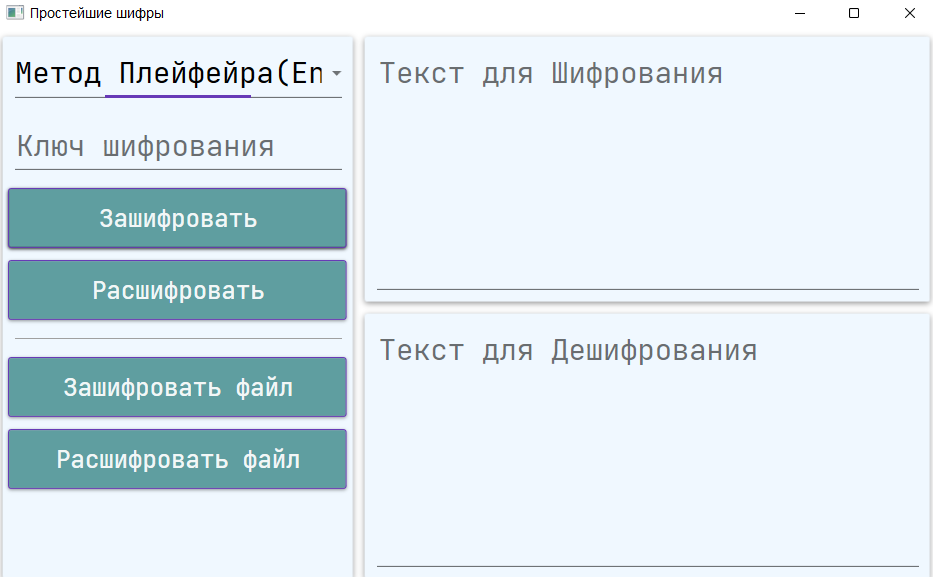 Простейшие шифры
Метод Плейфейра(En
Ключ шифрования
Зашифровать
Расшифровать
Зашифровать файл
Расшифровать файл
Текст для Шифрования
Текст для Дешифрования